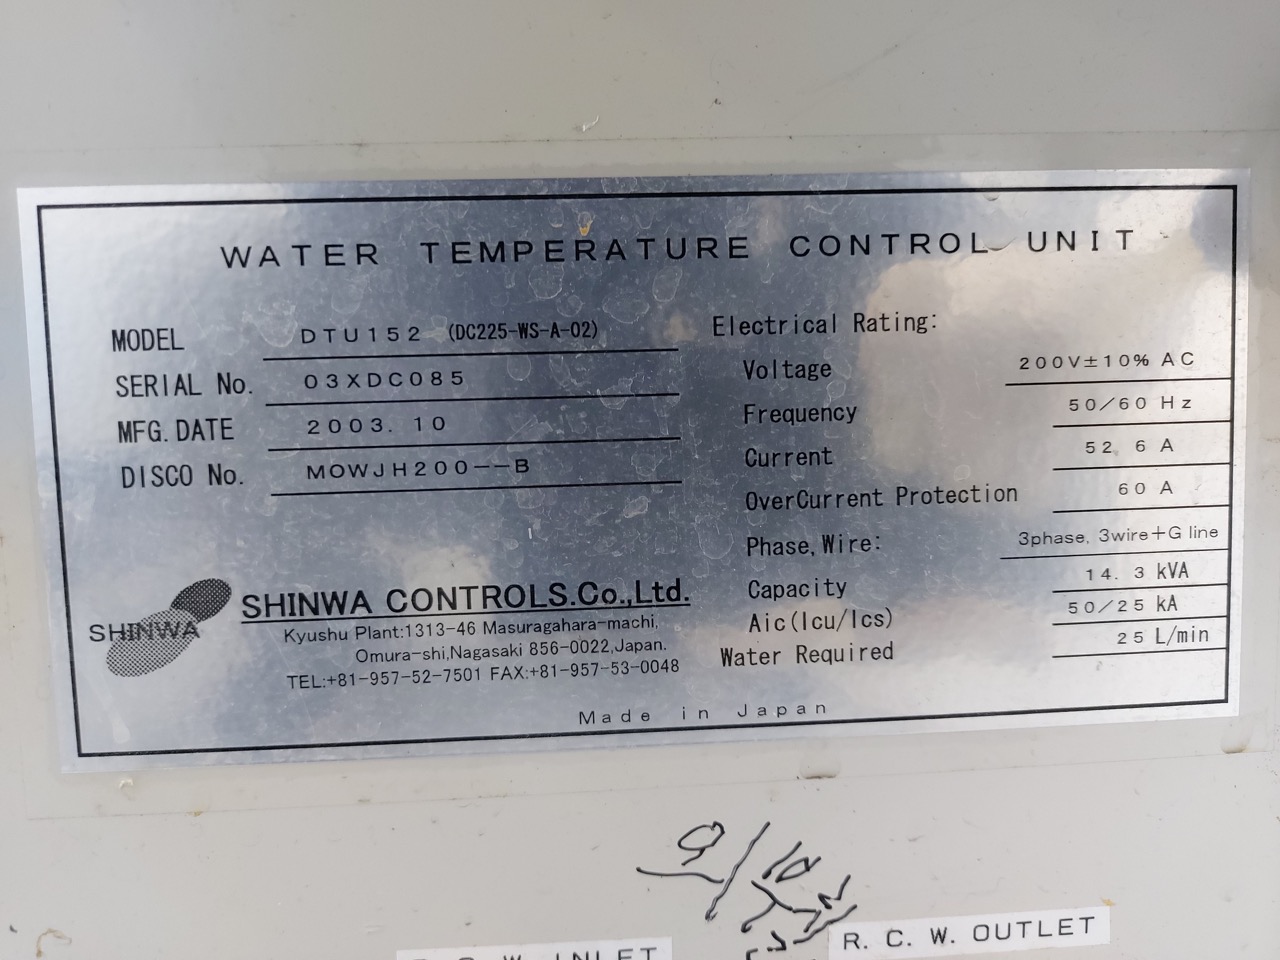 WATER TEMPERATURE CONTROL UNIT
MODEL DTU152 (DC225-WS-A-02)
SERIAL No. 03XDC085
MFG. DATE 2003. 10
DISCO No. MOWJH200--B
Electrical Rating:
Voltage 200V±10% AC
Frequency 50/60 Hz
Current 52. 6 A
OverCurrent Protection 60 A
Phase, Wire: 3phase, 3wire+G line
Capacity 14. 3 kVA
Aic(Icu/Ics) 50/25 kA
Water Required 25 L/min
SHINWA
SHINWA CONTROLS.Co.,Ltd.
Kyushu Plant:1313-46 Masuragahara-machi,
Omura-shi,Nagasaki 856-0022,Japan.
TEL:+81-957-52-7501 FAX:+81-957-53-0048
Made in Japan
9/10
W. INLET
R. C. W. OUTLET